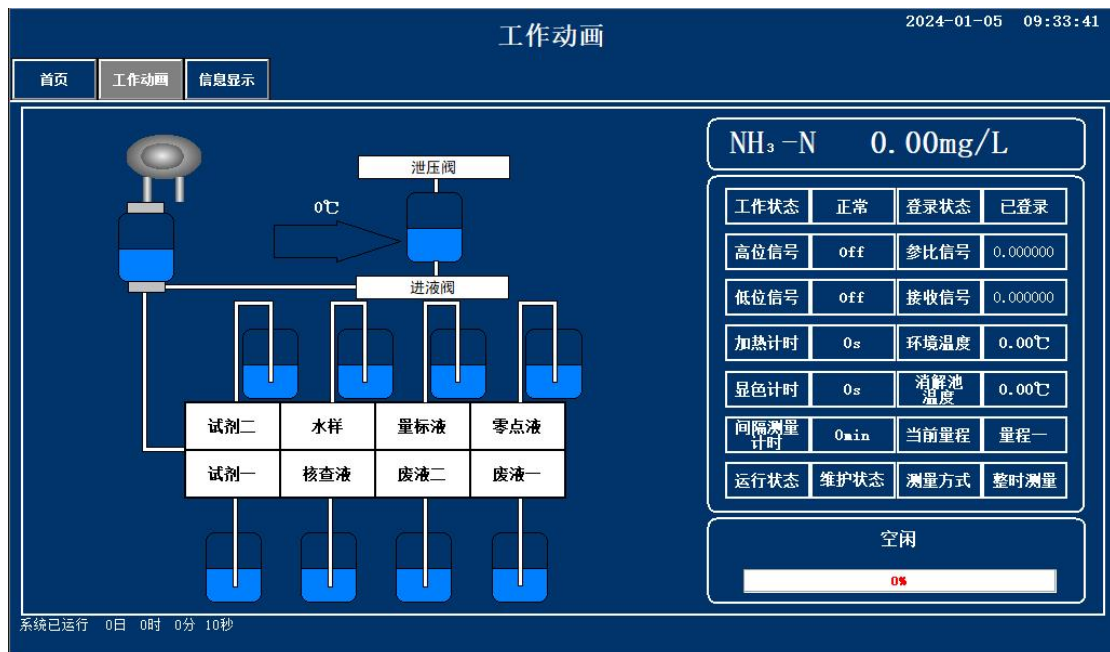 工作动画
2024-01-05 09:33:41
首页 工作动画 信息显示
泄压阀
0℃
进液阀
试剂二 水样 量标液 零点液
试剂一 核查液 废液二 废液一
NH₃-N 0.00mg/L
工作状态 正常 登录状态 已登录
高位信号 off 参比信号 0.000000
低位信号 off 接收信号 0.000000
加热计时 0s 环境温度 0.00℃
显色计时 0s 消解池温度 0.00℃
间隔测量计时 0min 当前量程 量程一
运行状态 维护状态 测量方式 整时测量
空闲
0%
系统已运行 0日 0时 0分 10秒